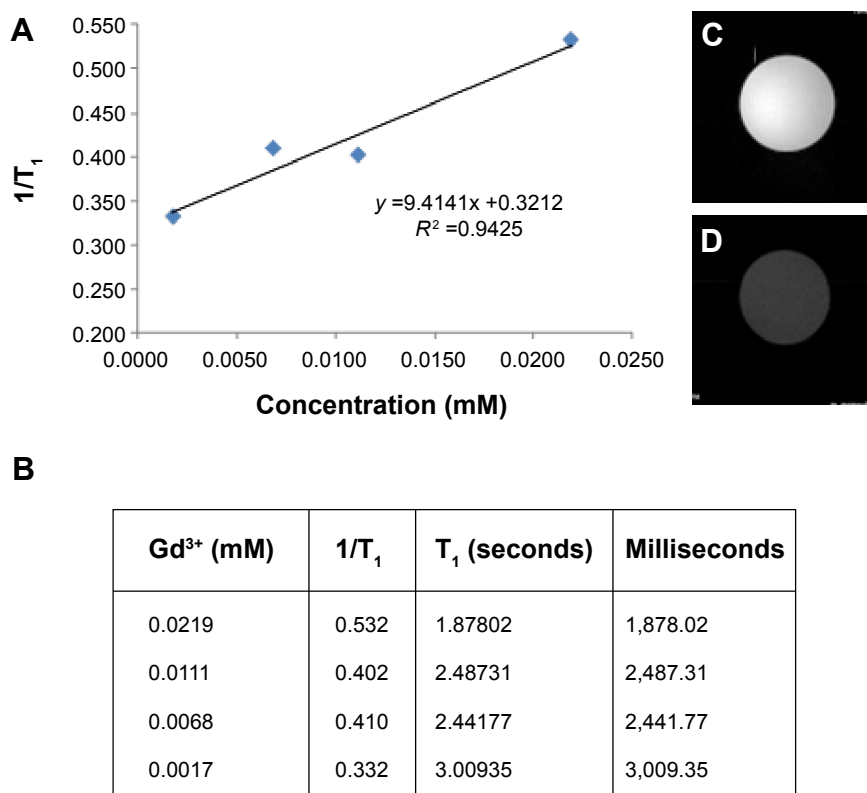 A
1/T1
0.550
0.500
0.450
0.400
0.350
0.300
0.250
0.200
y =9.4141x +0.3212
R2 =0.9425
0.0000 0.0050 0.0100 0.0150 0.0200 0.0250
Concentration (mM)
C
D
B
Gd3+ (mM) 1/T1 T1 (seconds) Milliseconds
0.0219 0.532 1.87802 1,878.02
0.0111 0.402 2.48731 2,487.31
0.0068 0.410 2.44177 2,441.77
0.0017 0.332 3.00935 3,009.35